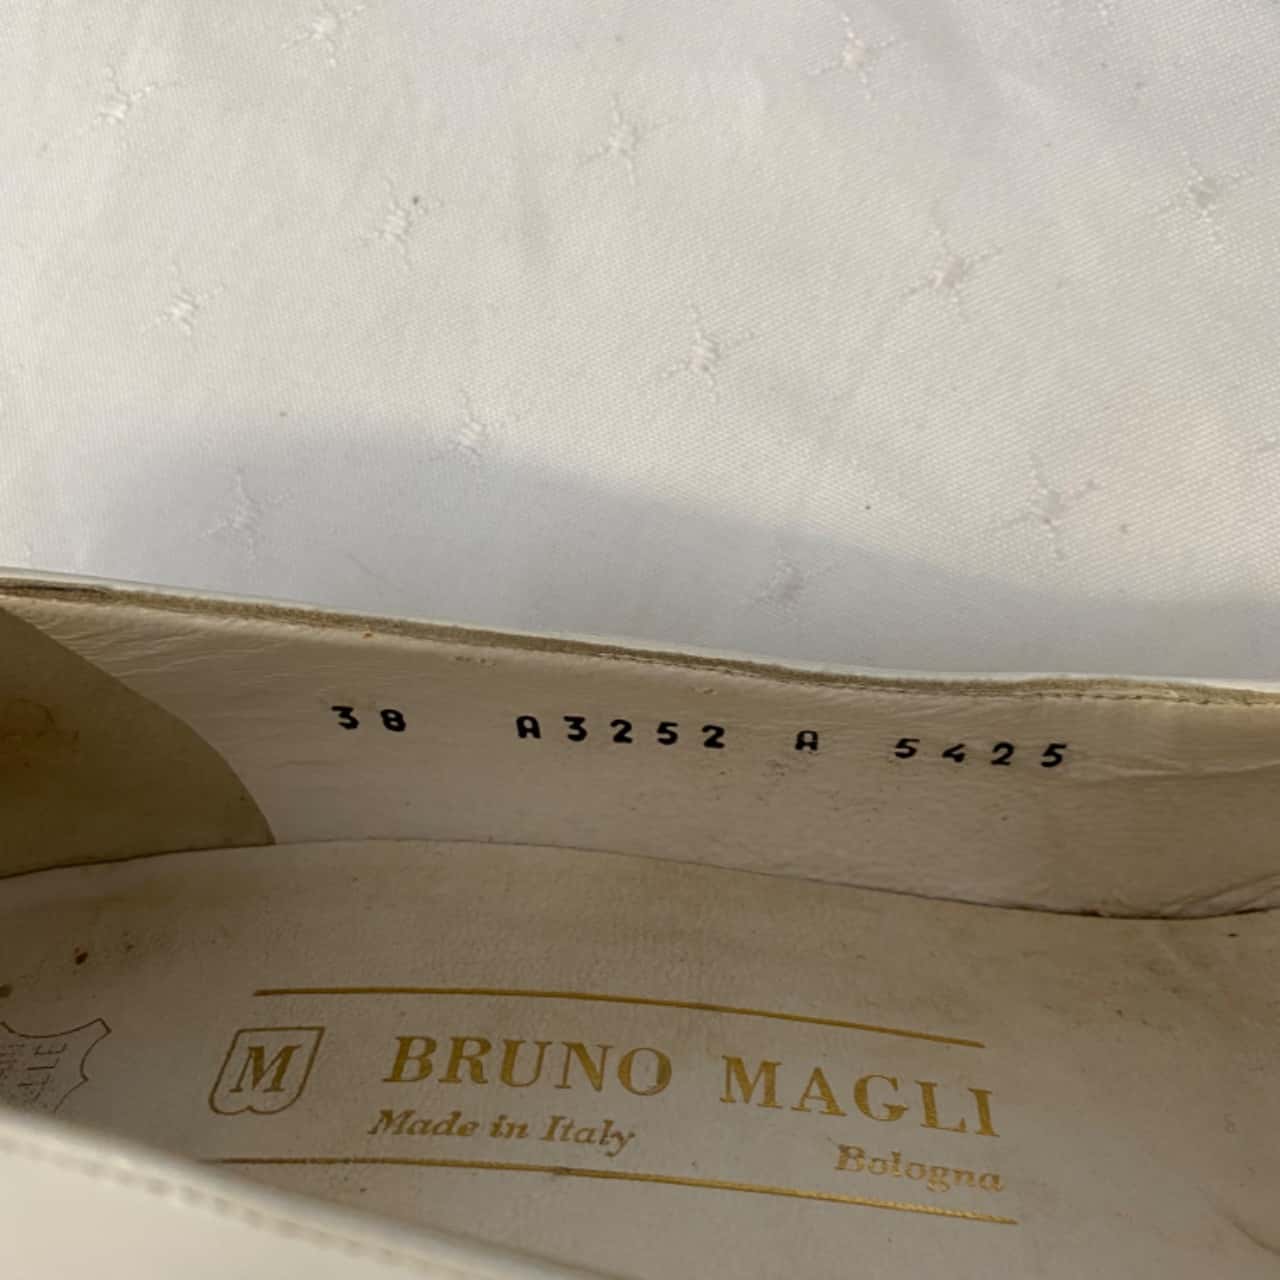 38 A3252 A 5425
M
BRUNO MAGLI
Made in Italy
Bologna